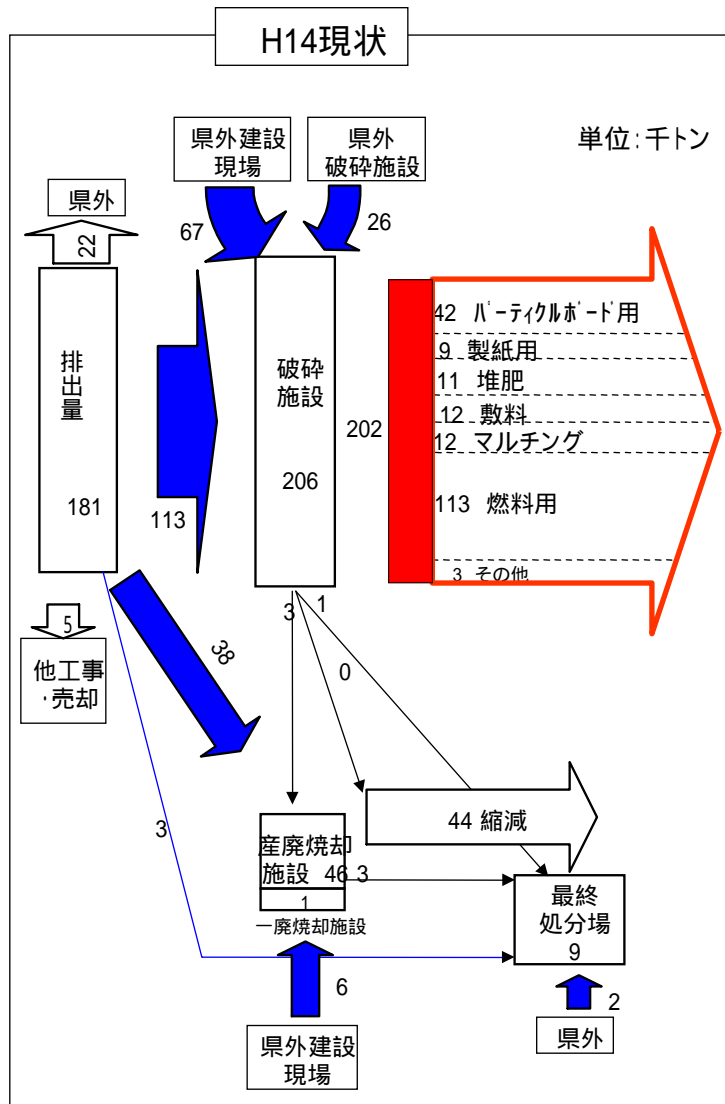 H14現状
県外建設
現場
県外
破砕施設
単位：千トン
県外
22
67
26
排出量
181
113
破砕
施設
206
202
42 パーティクルボード用
9 製紙用
11 堆肥
12 敷料
12 マルチング
113 燃料用
3 その他
5
他工事
・売却
38
3
1
0
3
44 縮減
産廃焼却
施設 46
3
1
一廃焼却施設
最終
処分場
9
6
2
県外建設
現場
県外